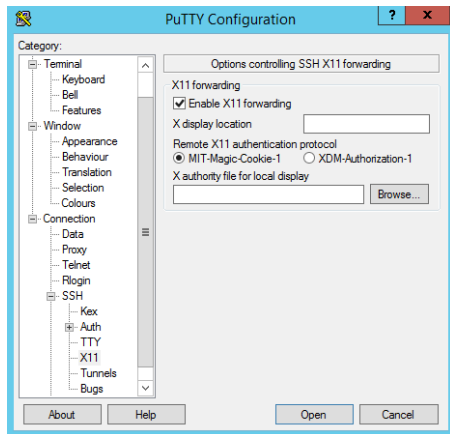 PuTTY Configuration
?
x
Category:
Terminal
Keyboard
Bell
Features
Window
Appearance
Behaviour
Translation
Selection
Colours
Connection
Data
Proxy
Telnet
Rlogin
SSH
Kex
Auth
TTY
X11
Tunnels
Bugs
Options controlling SSH X11 forwarding
X11 forwarding
Enable X11 forwarding
X display location
Remote X11 authentication protocol
MIT-Magic-Cookie-1 XDM-Authorization-1
X authority file for local display
Browse...
About Help Open Cancel